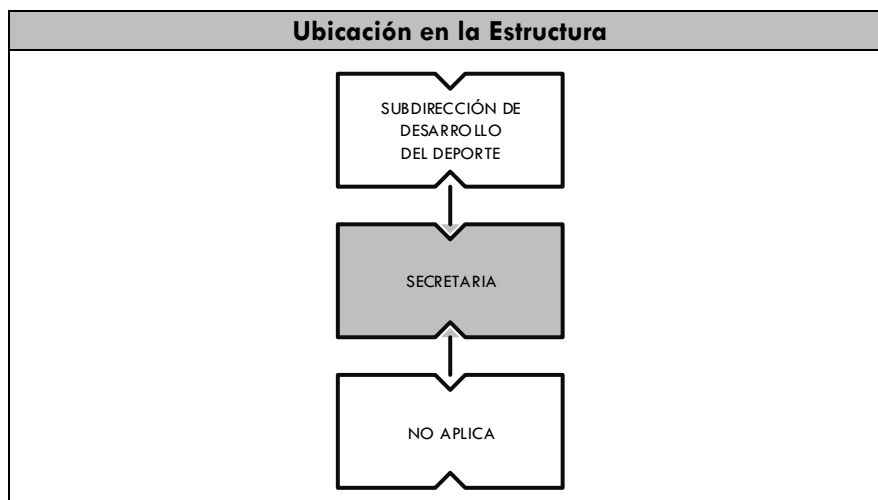 Ubicación en la Estructura
SUBDIRECCIÓN DE
DESARROLLO
DEL DEPORTE
SECRETARIA
NO APLICA